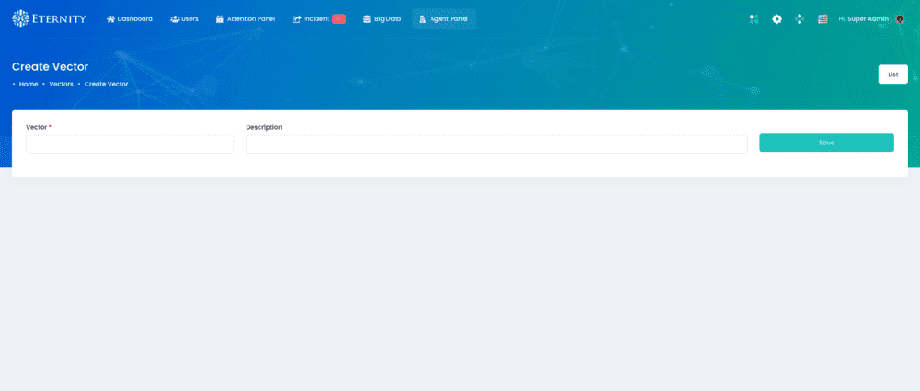 ETERNITY
Dashboard
Users
Attention Panel
Incident
Big Data
Agent Panel
Hi, Super Admin
Create Vector
• Home • Vectors • Create Vector
List
Vector *
Description
Save